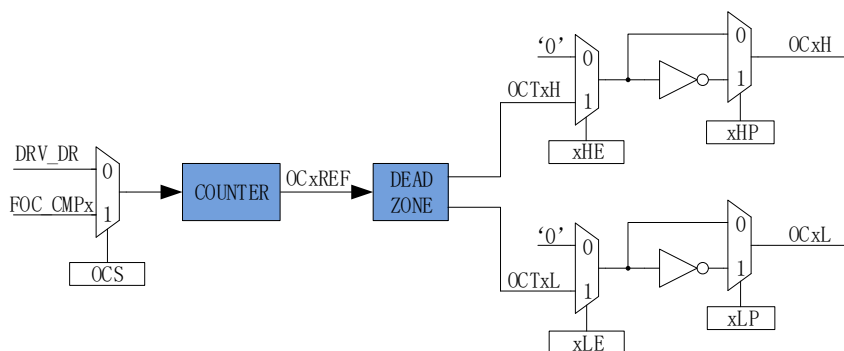 ‘0’
0
OCTxH
1
xHE
0
1
OCxH
xHP
DRV_DR
0
FOC_CMPx
1
OCS
COUNTER
OCxREF
DEAD
ZONE
‘0’
0
OCTxL
1
xLE
0
1
OCxL
xLP